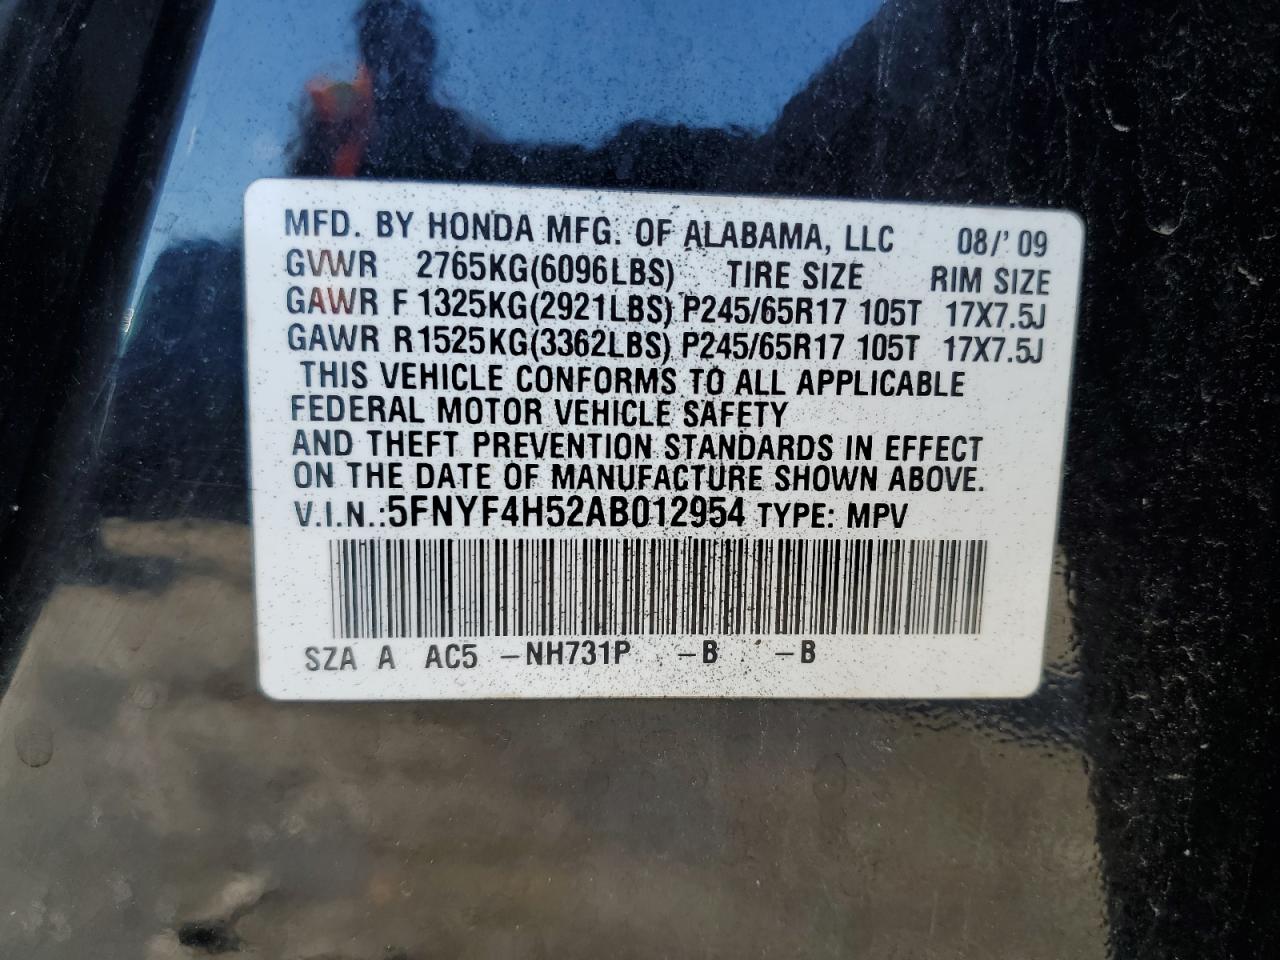 MFD. BY HONDA MFG. OF ALABAMA, LLC 08/'09
GVWR 2765KG(6096LBS) TIRE SIZE RIM SIZE
GAWR F 1325KG(2921LBS) P245/65R17 105T 17X7.5J
GAWR R 1525KG(3362LBS) P245/65R17 105T 17X7.5J
THIS VEHICLE CONFORMS TO ALL APPLICABLE
FEDERAL MOTOR VEHICLE SAFETY
AND THEFT PREVENTION STANDARDS IN EFFECT
ON THE DATE OF MANUFACTURE SHOWN ABOVE.
V.I.N.:5FNYF4H52AB012954 TYPE: MPV
SZA A AC5 -NH731P -B -B